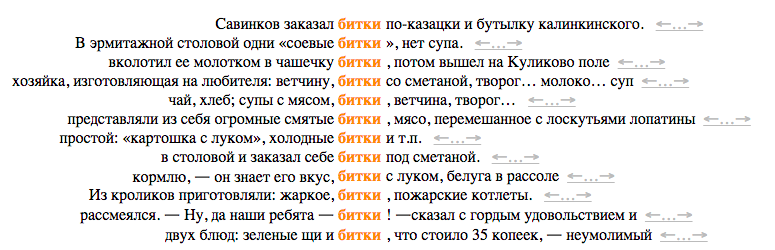 Савинков заказал битки по-казацки и бутылку калинкинского. ←…→
В эрмитажной столовой одни «соевые битки », нет супа. ←…→
вколотил ее молотком в чашечку битки , потом вышел на Куликово поле ←…→
хозяйка, изготовляющая на любителя: ветчину, битки со сметаной, творог… молоко… суп ←…→
чай, хлеб; супы с мясом, битки , ветчина, творог… ←…→
представляли из себя огромные смятые битки , мясо, перемешанное с лоскутьями лопатины ←…→
простой: «картошка с луком», холодные битки и т.п. ←…→
в столовой и заказал себе битки под сметаной. ←…→
кормлю, — он знает его вкус, битки с луком, белуга в рассоле ←…→
Из кроликов приготовляли: жаркое, битки , пожарские котлеты. ←…→
рассмеялся. — Ну, да наши ребята — битки ! —сказал с гордым удовольствием и ←…→
двух блюд: зеленые щи и битки , что стоило 35 копеек, — неумолимый ←…→